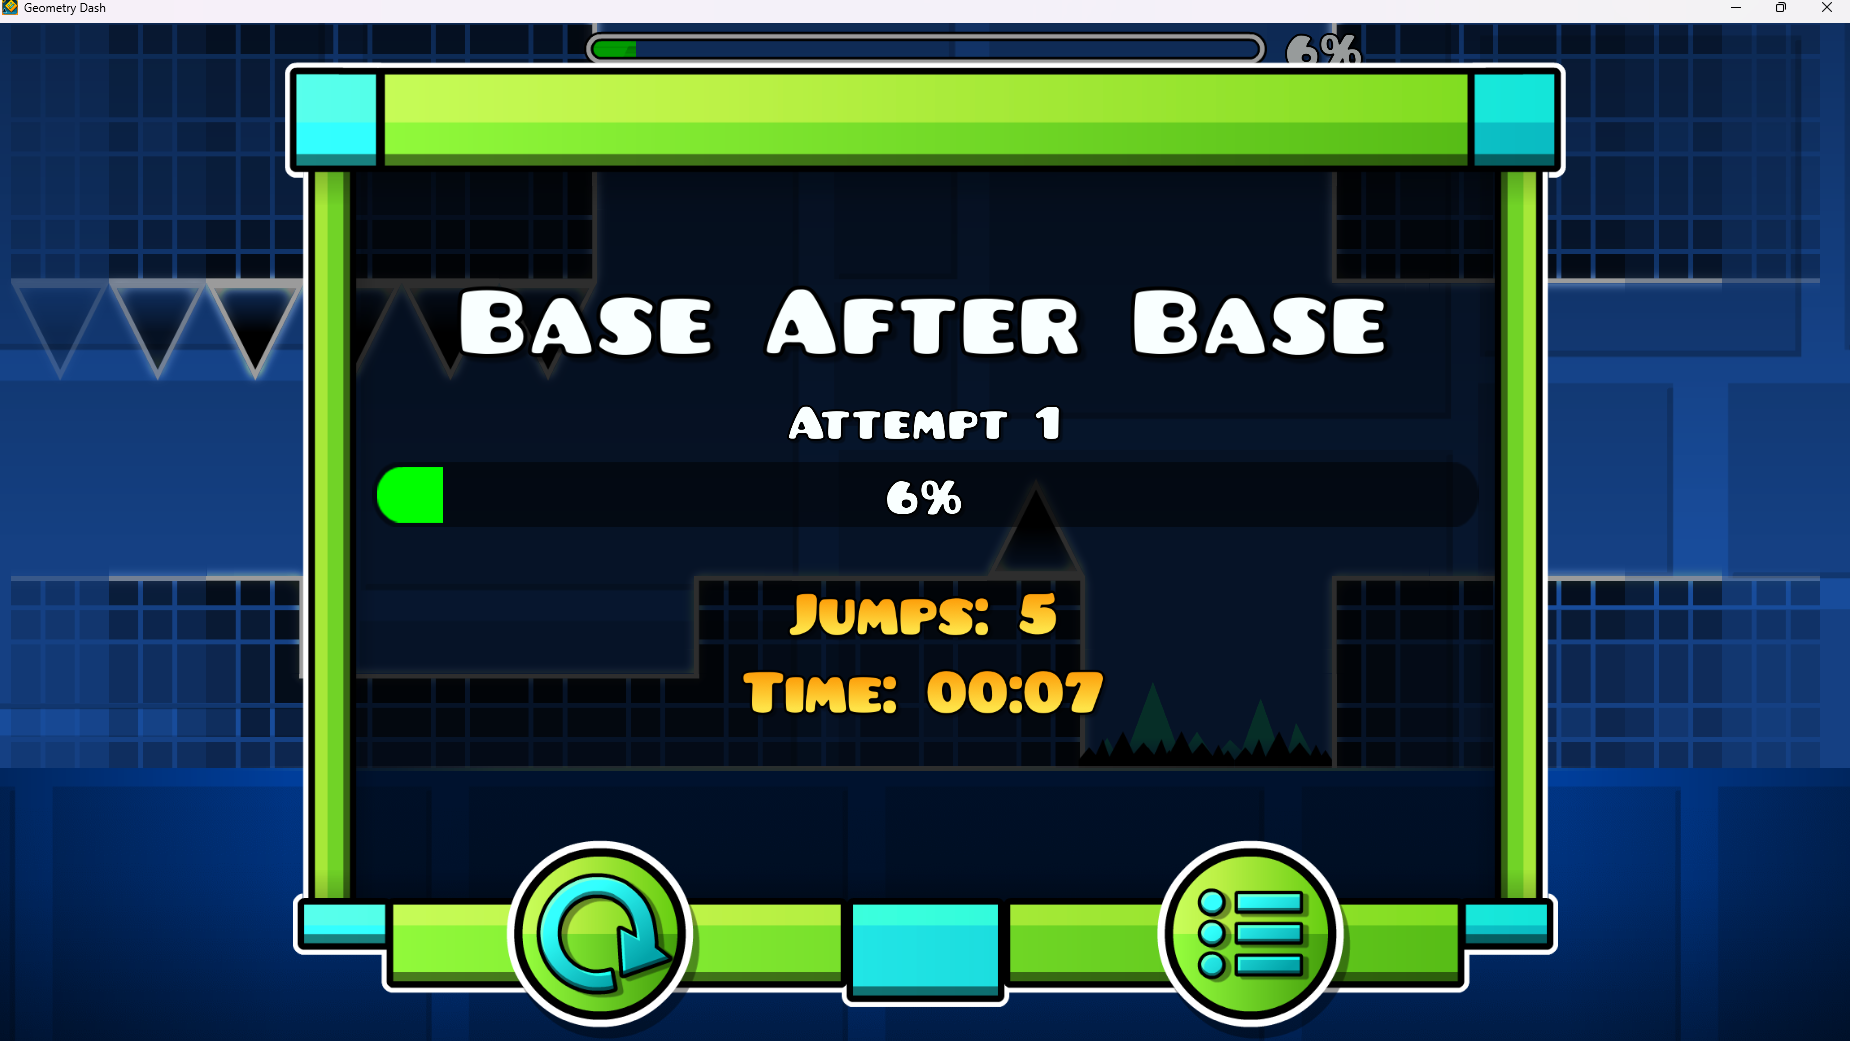 Geometry Dash
6%
Base After Base
Attempt 1
6%
Jumps: 5
Time: 00:07